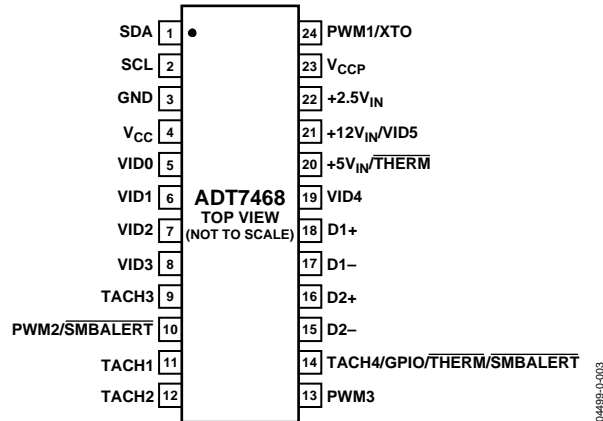 SDA 1
SCL 2
GND 3
VCC 4
VID0 5
VID1 6
VID2 7
VID3 8
TACH3 9
PWM2/SMBALERT 10
TACH1 11
TACH2 12
ADT7468
TOP VIEW
(NOT TO SCALE)
24 PWM1/XTO
23 VCCP
22 +2.5VIN
21 +12VIN/VID5
20 +5VIN/THERM
19 VID4
18 D1+
17 D1–
16 D2+
15 D2–
14 TACH4/GPIO/THERM/SMBALERT
13 PWM3
04499-0-003